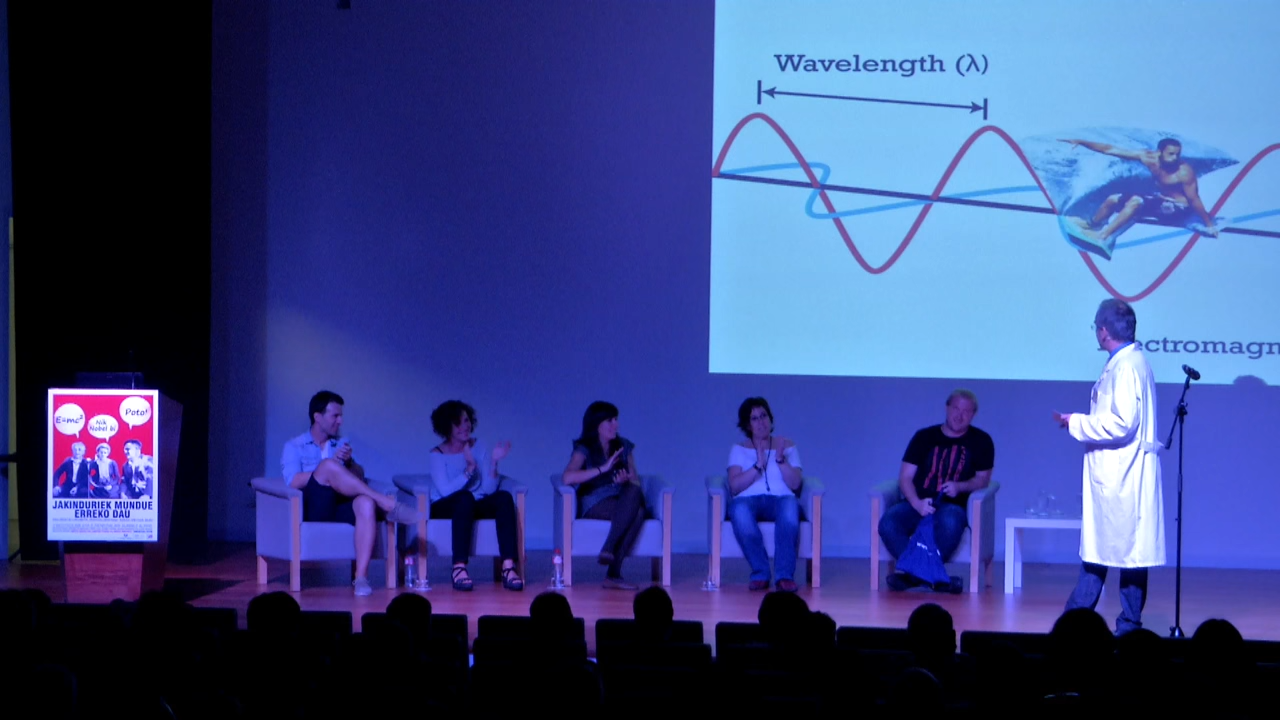 Wavelength (λ)
ectromagn
E=mc²
Nik
Nobel bi
Poto!
JAKINDURIEK MUNDUE
ERREKO DAU